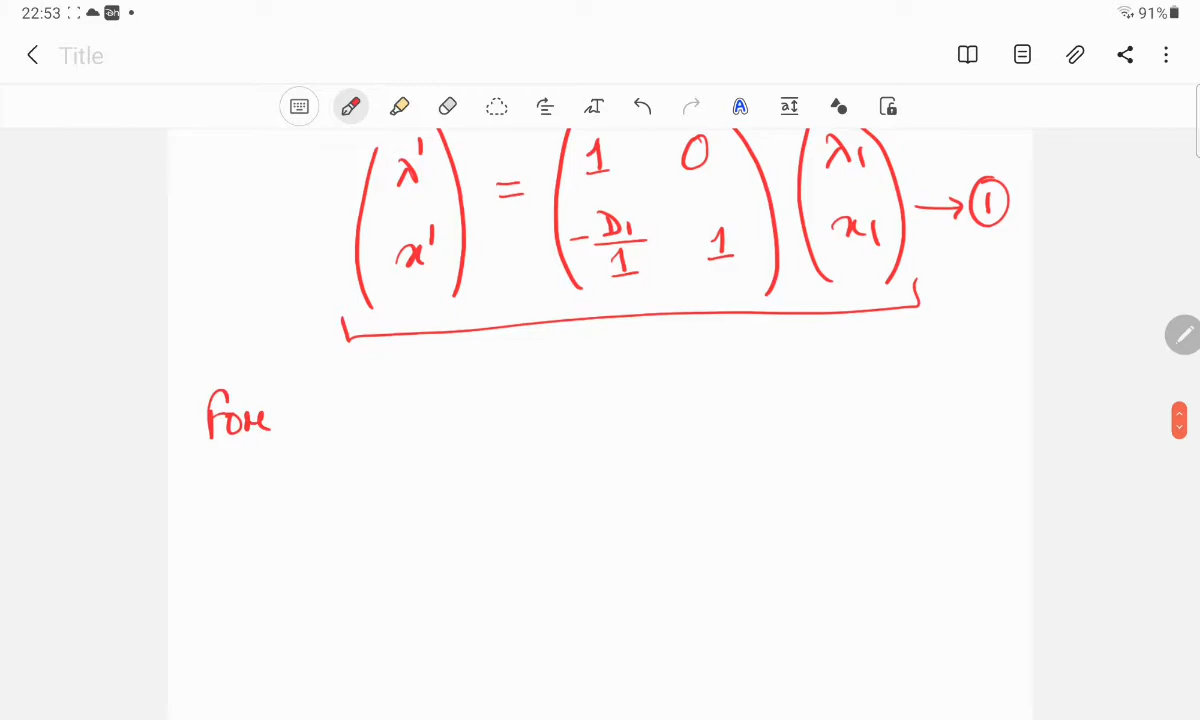 22:53
91%
Title
(λ' x') = (1 0 -D1/1 1) (λ1 x1) → ①
For